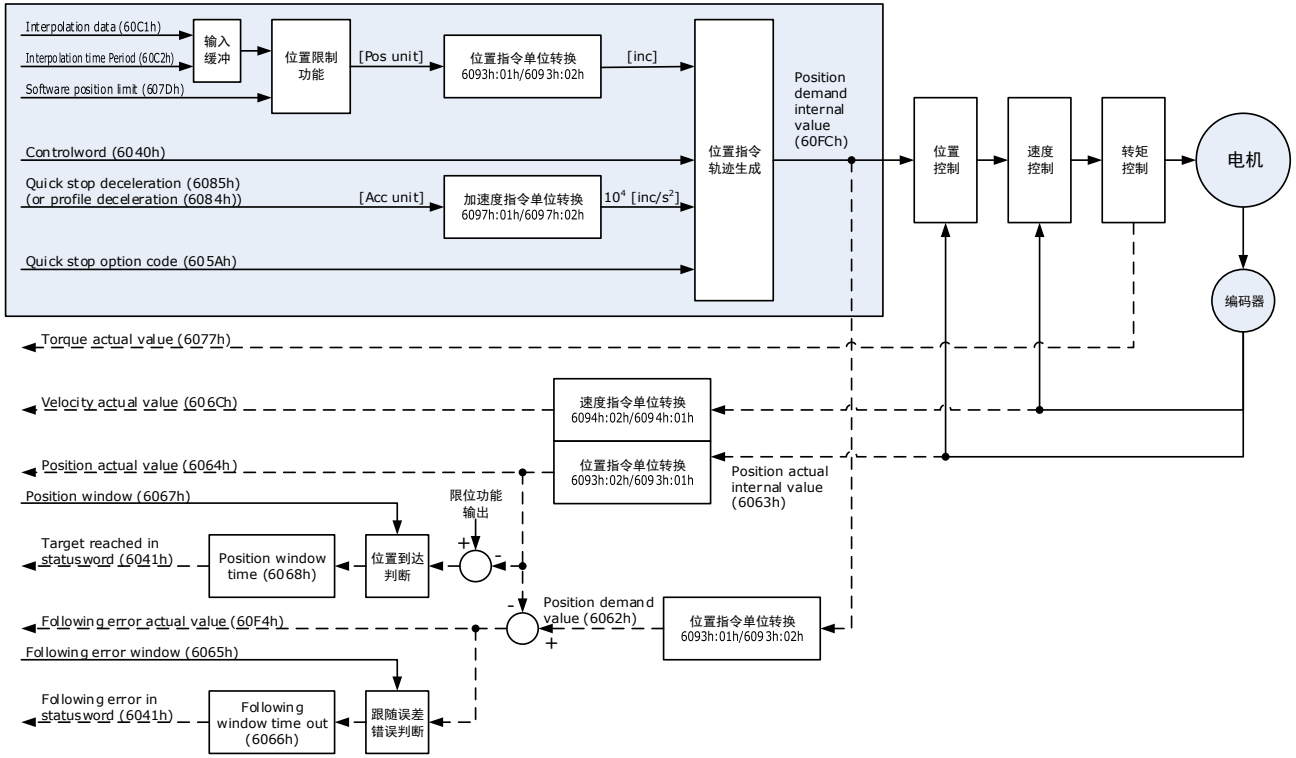 Interpolation data (60C1h)
Interpolation time Period (60C2h)
Software position limit (607Dh)
输入
缓冲
位置限制
功能
[Pos unit]
位置指令单位转换
6093h:01h/6093h:02h
[inc]
Controlword (6040h)
Quick stop deceleration (6085h)
(or profile deceleration (6084h))
[Acc unit]
加速度指令单位转换
6097h:01h/6097h:02h
10⁴ [inc/s²]
Quick stop option code (605Ah)
位置指令
轨迹生成
Position
demand
internal
value
(60FCh)
位置
控制
速度
控制
转矩
控制
电机
编码器
Torque actual value (6077h)
Velocity actual value (606Ch)
速度指令单位转换
6094h:02h/6094h:01h
Position actual value (6064h)
位置指令单位转换
6093h:02h/6093h:01h
Position actual
internal value
(6063h)
Position window (6067h)
限位功能
输出
Target reached in
statusword (6041h)
Position window
time (6068h)
位置到达
判断
+
-
Following error actual value (60F4h)
-
+
Position demand
value (6062h)
位置指令单位转换
6093h:01h/6093h:02h
Following error window (6065h)
Following error in
statusword (6041h)
Following
window time out
(6066h)
跟随误差
错误判断